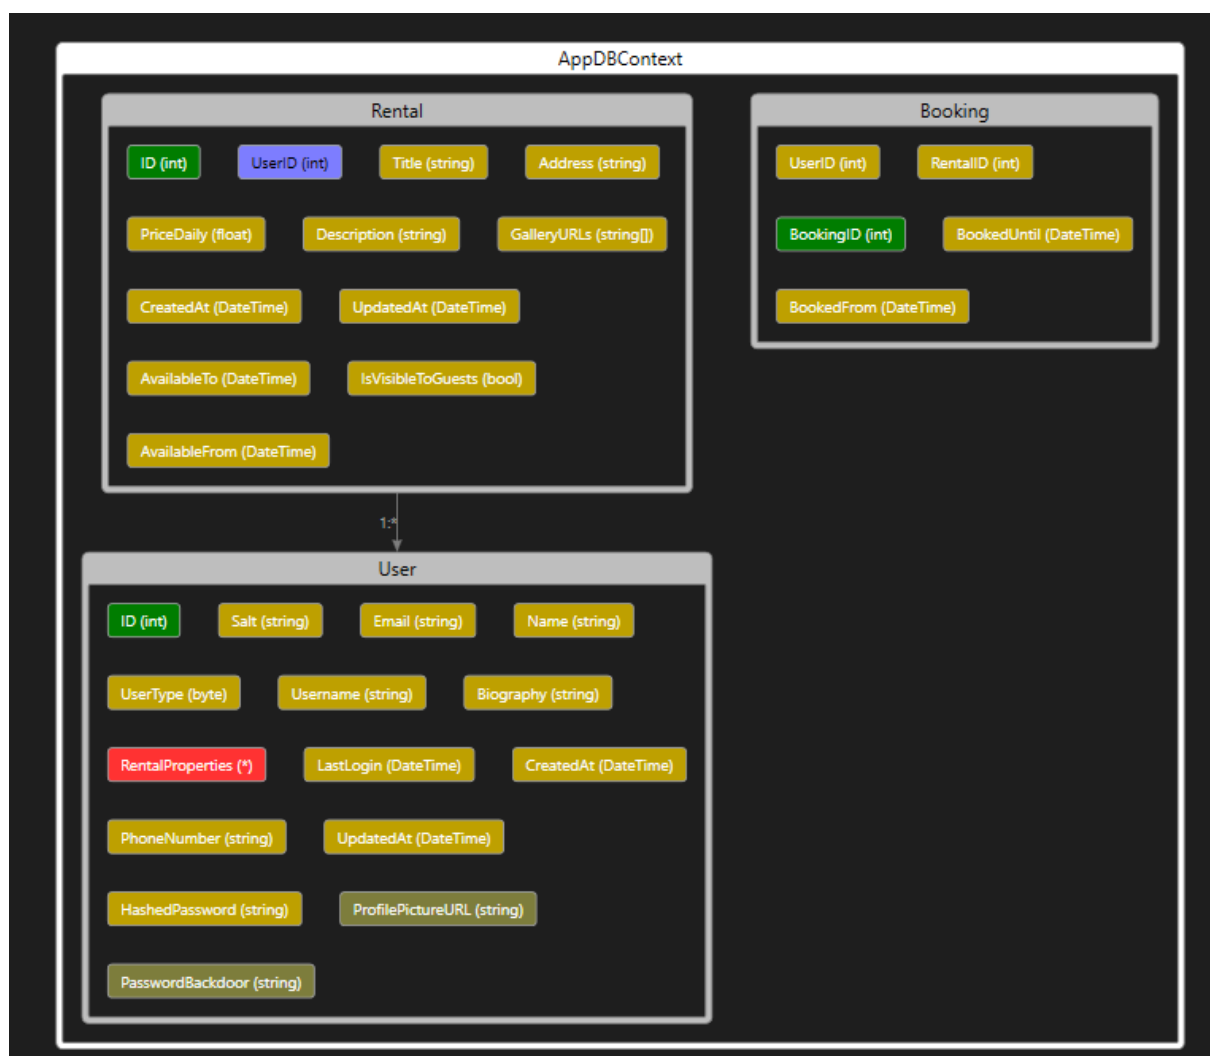 AppDBContext
Rental
ID (int) UserID (int) Title (string) Address (string)
PriceDaily (float) Description (string) GalleryURLs (string[])
CreatedAt (DateTime) UpdatedAt (DateTime)
AvailableTo (DateTime) IsVisibleToGuests (bool)
AvailableFrom (DateTime)
Booking
UserID (int) RentalID (int)
BookingID (int) BookedUntil (DateTime)
BookedFrom (DateTime)
1:*
User
ID (int) Salt (string) Email (string) Name (string)
UserType (byte) Username (string) Biography (string)
RentalProperties (*) LastLogin (DateTime) CreatedAt (DateTime)
PhoneNumber (string) UpdatedAt (DateTime)
HashedPassword (string) ProfilePictureURL (string)
PasswordBackdoor (string)